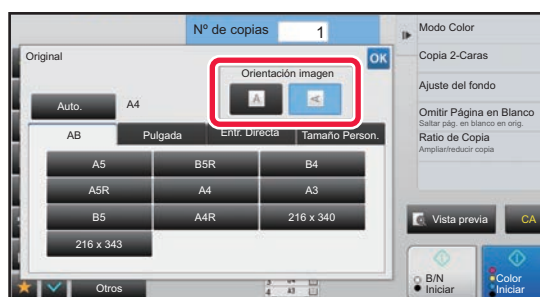 Nº de copias 1
Modo Color
Original
OK
Copia 2-Caras
Orientación imagen
Ajuste del fondo
A A
Auto. A4
Omitir Página en Blanco
Saltar pág. en blanco en orig.
AB Pulgada Entr. Directa Tamaño Person.
Ratio de Copia
Ampliar/reducir copia
A5 B5R B4
A5R A4 A3
B5 A4R 216 x 340
Vista previa CA
216 x 343
B/N Iniciar
Color Iniciar
Otros